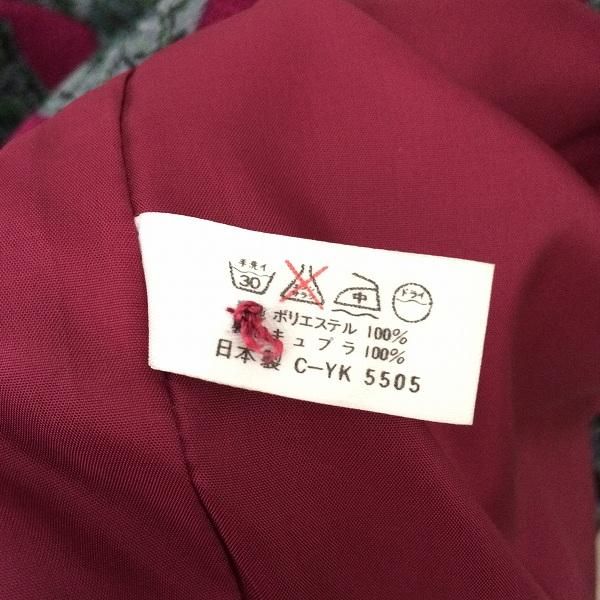 手洗イ 30 中 ドライ
ポリエステル 100%
キュプラ 100%
日本製 C-YK 5505